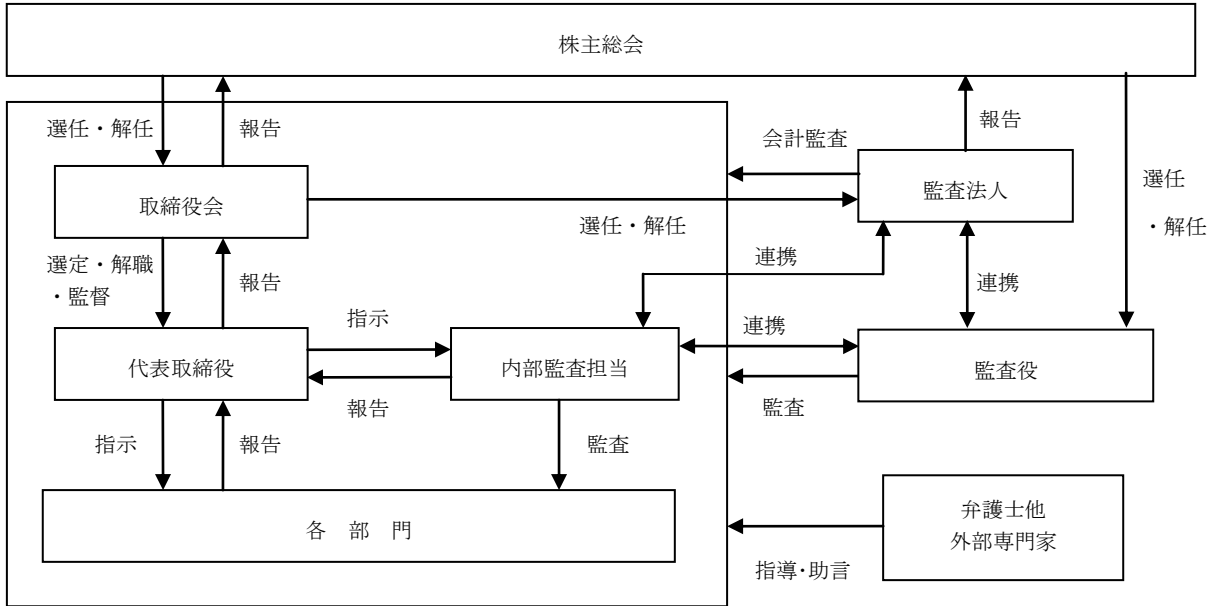 株主総会
選任・解任
報告
会計監査
報告
取締役会
監査法人
選任
・解任
選任・解任
選定・解職
・監督
報告
連携
連携
指示
連携
代表取締役
内部監査担当
監査役
報告
監査
指示
報告
監査
各 部 門
弁護士他
外部専門家
指導・助言